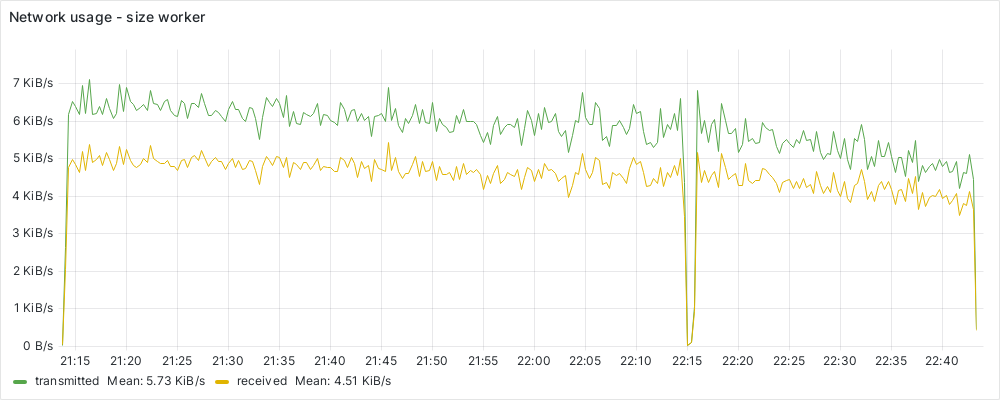 Network usage - size worker
7 KiB/s
6 KiB/s
5 KiB/s
4 KiB/s
3 KiB/s
2 KiB/s
1 KiB/s
0 B/s
21:15 21:20 21:25 21:30 21:35 21:40 21:45 21:50 21:55 22:00 22:05 22:10 22:15 22:20 22:25 22:30 22:35 22:40
transmitted Mean: 5.73 KiB/s received Mean: 4.51 KiB/s